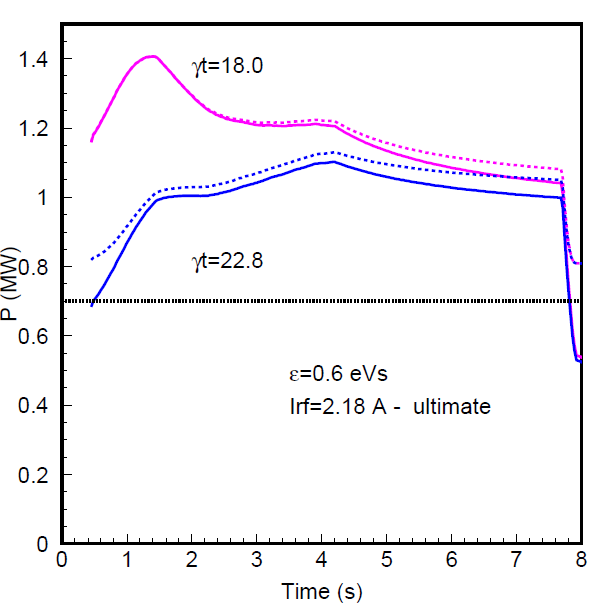 1.4
1.2
1
0.8
0.6
0.4
0.2
0
P (MW)
γt=18.0
γt=22.8
ε=0.6 eVs
Irf=2.18 A - ultimate
0 1 2 3 4 5 6 7 8
Time (s)